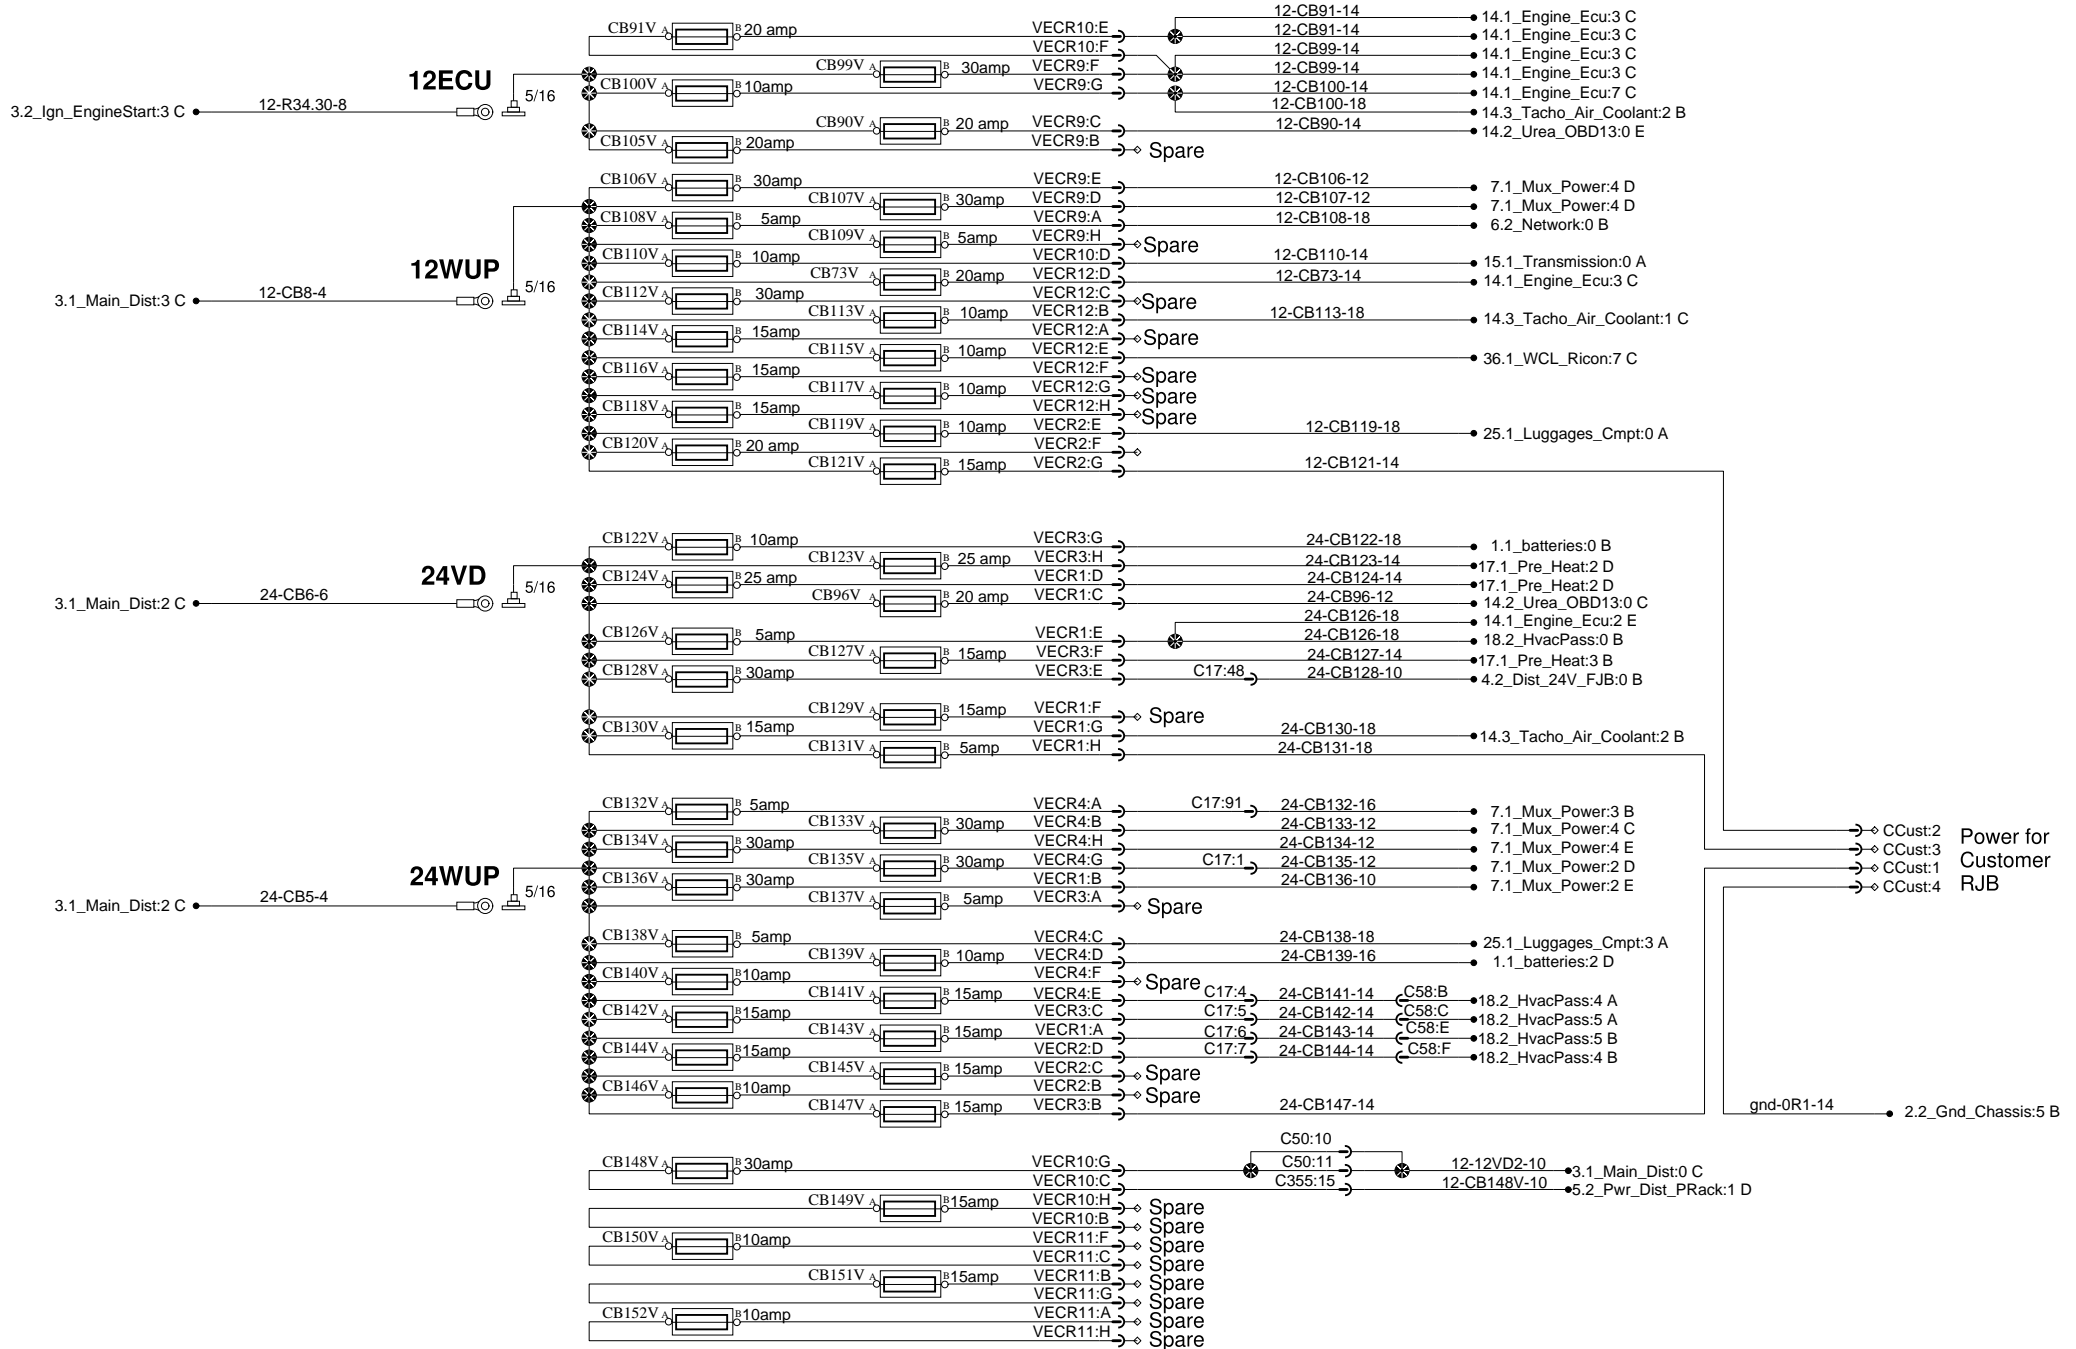 CB91V A B 20 amp VECR10:E 12-CB91-14 14.1_Engine_Ecu:3 C
12-CB91-14 14.1_Engine_Ecu:3 C
VECR10:F 12-CB99-14 14.1_Engine_Ecu:3 C
12ECU CB99V A B 30amp VECR9:F 12-CB99-14 14.1_Engine_Ecu:3 C
5/16 CB100V A B 10amp VECR9:G 12-CB100-14 14.1_Engine_Ecu:7 C
3.2_Ign_EngineStart:3 C 12-R34.30-8 12-CB100-18 14.3_Tacho_Air_Coolant:2 B
CB90V A B 20 amp VECR9:C 12-CB90-14 14.2_Urea_OBD13:0 E
CB105V A B 20amp VECR9:B Spare
CB106V A B 30amp VECR9:E 12-CB106-12 7.1_Mux_Power:4 D
CB107V A B 30amp VECR9:D 12-CB107-12 7.1_Mux_Power:4 D
CB108V A B 5amp VECR9:A 12-CB108-18 6.2_Network:0 B
CB109V A B 5amp VECR9:H Spare
12WUP CB110V A B 10amp VECR10:D 12-CB110-14 15.1_Transmission:0 A
5/16 CB73V A B 20amp VECR12:D 12-CB73-14 14.1_Engine_Ecu:3 C
3.1_Main_Dist:3 C 12-CB8-4 CB112V A B 30amp VECR12:C Spare
CB113V A B 10amp VECR12:B 12-CB113-18 14.3_Tacho_Air_Coolant:1 C
CB114V A B 15amp VECR12:A Spare
CB115V A B 10amp VECR12:E 36.1_WCL_Ricon:7 C
CB116V A B 15amp VECR12:F Spare
CB117V A B 10amp VECR12:G Spare
CB118V A B 15amp VECR12:H Spare
CB119V A B 10amp VECR2:E 12-CB119-18 25.1_Luggages_Cmpt:0 A
CB120V A B 20 amp VECR2:F
CB121V A B 15amp VECR2:G 12-CB121-14
CB122V A B 10amp VECR3:G 24-CB122-18 1.1_batteries:0 B
CB123V A B 25 amp VECR3:H 24-CB123-14 17.1_Pre_Heat:2 D
24VD 5/16 CB124V A B 25 amp VECR1:D 24-CB124-14 17.1_Pre_Heat:2 D
3.1_Main_Dist:2 C 24-CB6-6 CB96V A B 20 amp VECR1:C 24-CB96-12 14.2_Urea_OBD13:0 C
24-CB126-18 14.1_Engine_Ecu:2 E
CB126V A B 5amp VECR1:E 24-CB126-18 18.2_HvacPass:0 B
CB127V A B 15amp VECR3:F 24-CB127-14 17.1_Pre_Heat:3 B
CB128V A B 30amp VECR3:E C17:48 24-CB128-10 4.2_Dist_24V_FJB:0 B
CB129V A B 15amp VECR1:F Spare
CB130V A B 15amp VECR1:G 24-CB130-18 14.3_Tacho_Air_Coolant:2 B
CB131V A B 5amp VECR1:H 24-CB131-18
CB132V A B 5amp VECR4:A C17:91 24-CB132-16 7.1_Mux_Power:3 B
CB133V A B 30amp VECR4:B 24-CB133-12 7.1_Mux_Power:4 C CCust:2 Power for
CB134V A B 30amp VECR4:H 24-CB134-12 7.1_Mux_Power:4 E CCust:3 Customer
24WUP CB135V A B 30amp VECR4:G C17:1 24-CB135-12 7.1_Mux_Power:2 D CCust:1 RJB
5/16 CB136V A B 30amp VECR1:B 24-CB136-10 7.1_Mux_Power:2 E CCust:4
3.1_Main_Dist:2 C 24-CB5-4 CB137V A B 5amp VECR3:A Spare
CB138V A B 5amp VECR4:C 24-CB138-18 25.1_Luggages_Cmpt:3 A
CB139V A B 10amp VECR4:D 24-CB139-16 1.1_batteries:2 D
CB140V A B 10amp VECR4:F Spare
CB141V A B 15amp VECR4:E C17:4 24-CB141-14 C58:B 18.2_HvacPass:4 A
CB142V A B 15amp VECR3:C C17:5 24-CB142-14 C58:C 18.2_HvacPass:5 A
CB143V A B 15amp VECR1:A C17:6 24-CB143-14 C58:E 18.2_HvacPass:5 B
CB144V A B 15amp VECR2:D C17:7 24-CB144-14 C58:F 18.2_HvacPass:4 B
CB145V A B 15amp VECR2:C Spare
CB146V A B 10amp VECR2:B Spare
CB147V A B 15amp VECR3:B 24-CB147-14 gnd-0R1-14 2.2_Gnd_Chassis:5 B
C50:10
CB148V A B 30amp VECR10:G C50:11 12-12VD2-10 3.1_Main_Dist:0 C
VECR10:C C355:15 12-CB148V-10 5.2_Pwr_Dist_PRack:1 D
CB149V A B 15amp VECR10:H Spare
VECR10:B Spare
CB150V A B 10amp VECR11:F Spare
VECR11:C Spare
CB151V A B 15amp VECR11:B Spare
VECR11:G Spare
CB152V A B 10amp VECR11:A Spare
VECR11:H Spare